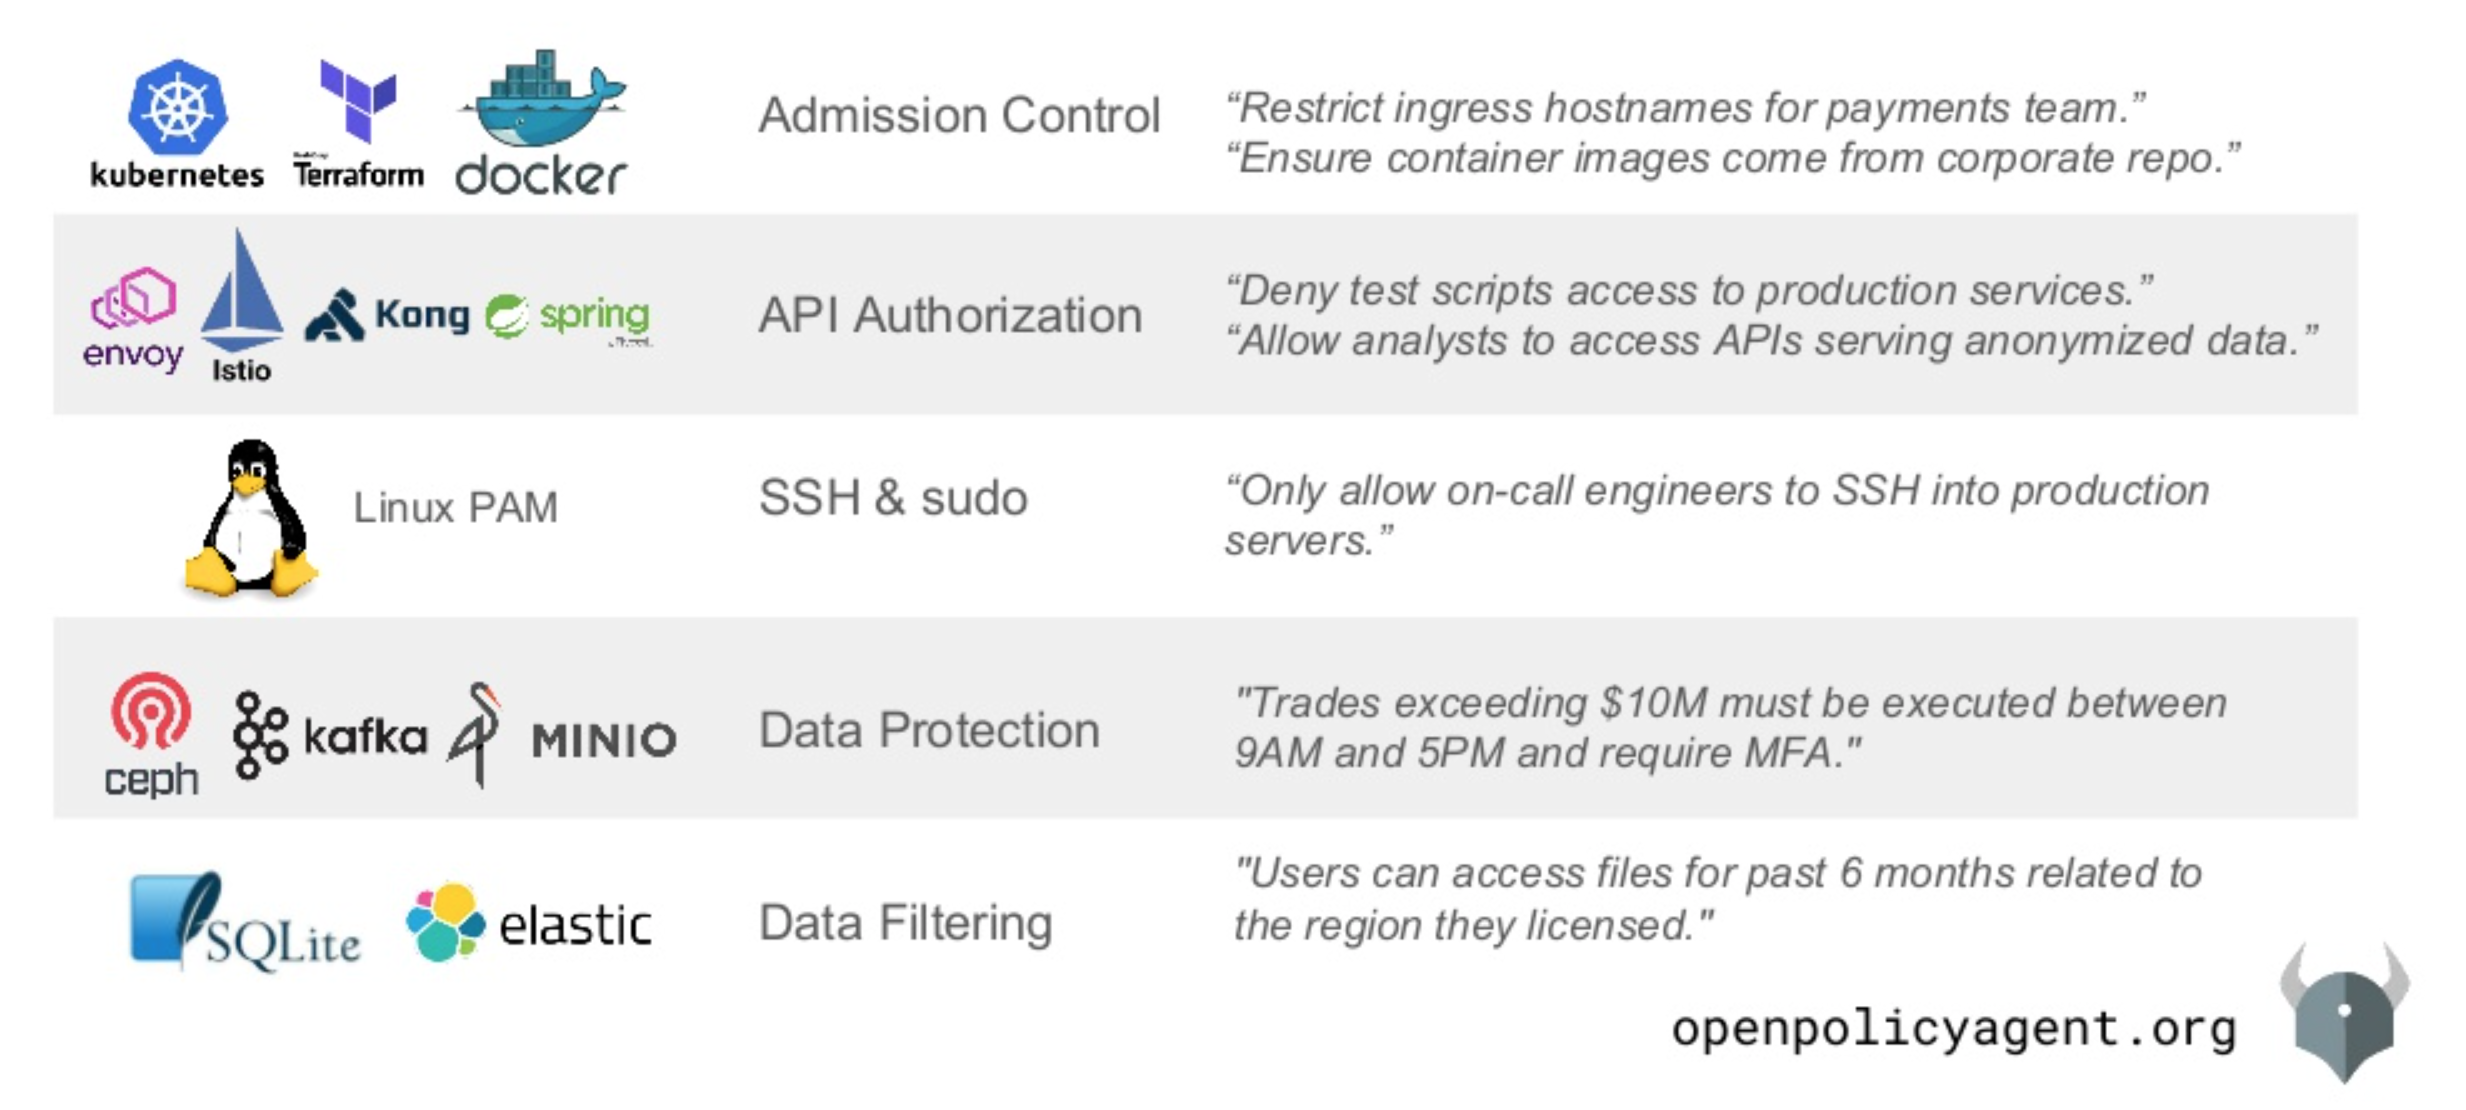 kubernetes
Terraform
docker
Admission Control
“Restrict ingress hostnames for payments team.”
“Ensure container images come from corporate repo.”
envoy
Istio
Kong
spring
API Authorization
“Deny test scripts access to production services.”
“Allow analysts to access APIs serving anonymized data.”
Linux PAM
SSH & sudo
“Only allow on-call engineers to SSH into production
servers.”
ceph
kafka
MINIO
Data Protection
"Trades exceeding $10M must be executed between
9AM and 5PM and require MFA."
SQLite
elastic
Data Filtering
"Users can access files for past 6 months related to
the region they licensed."
openpolicyagent.org